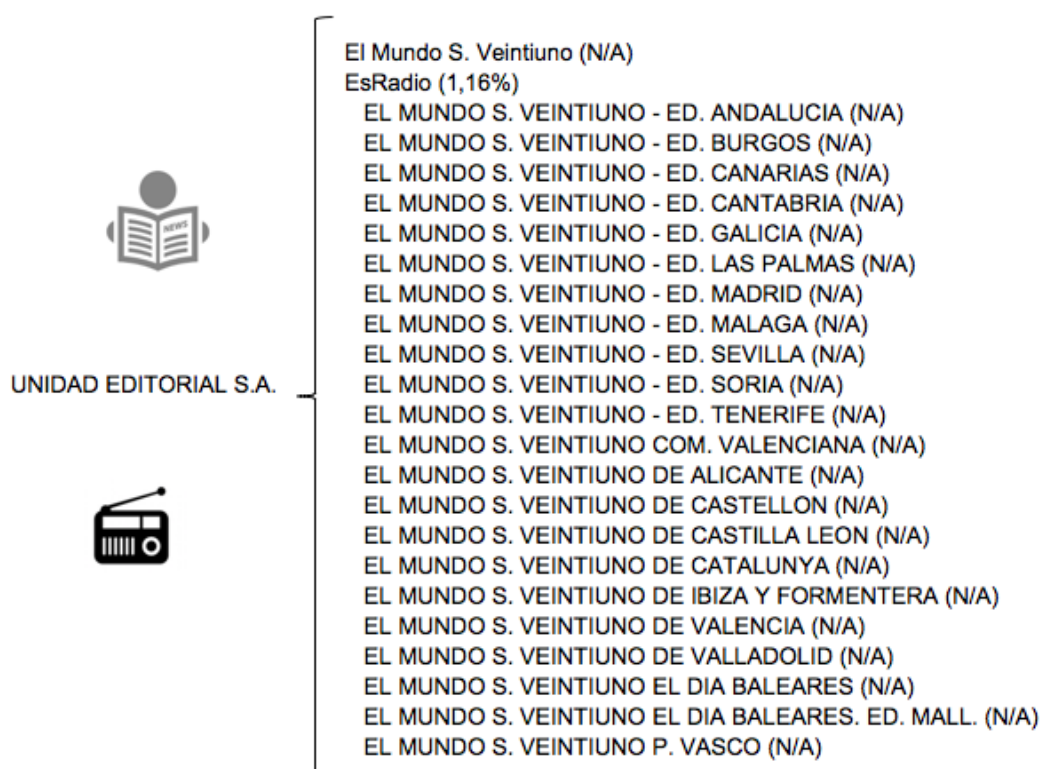 El Mundo S. Veintiuno (N/A)
EsRadio (1,16%)
EL MUNDO S. VEINTIUNO - ED. ANDALUCIA (N/A)
EL MUNDO S. VEINTIUNO - ED. BURGOS (N/A)
EL MUNDO S. VEINTIUNO - ED. CANARIAS (N/A)
EL MUNDO S. VEINTIUNO - ED. CANTABRIA (N/A)
EL MUNDO S. VEINTIUNO - ED. GALICIA (N/A)
EL MUNDO S. VEINTIUNO - ED. LAS PALMAS (N/A)
EL MUNDO S. VEINTIUNO - ED. MADRID (N/A)
EL MUNDO S. VEINTIUNO - ED. MALAGA (N/A)
EL MUNDO S. VEINTIUNO - ED. SEVILLA (N/A)
EL MUNDO S. VEINTIUNO - ED. SORIA (N/A)
EL MUNDO S. VEINTIUNO - ED. TENERIFE (N/A)
EL MUNDO S. VEINTIUNO COM. VALENCIANA (N/A)
EL MUNDO S. VEINTIUNO DE ALICANTE (N/A)
EL MUNDO S. VEINTIUNO DE CASTELLON (N/A)
EL MUNDO S. VEINTIUNO DE CASTILLA LEON (N/A)
EL MUNDO S. VEINTIUNO DE CATALUNYA (N/A)
EL MUNDO S. VEINTIUNO DE IBIZA Y FORMENTERA (N/A)
EL MUNDO S. VEINTIUNO DE VALENCIA (N/A)
EL MUNDO S. VEINTIUNO DE VALLADOLID (N/A)
EL MUNDO S. VEINTIUNO EL DIA BALEARES (N/A)
EL MUNDO S. VEINTIUNO EL DIA BALEARES. ED. MALL. (N/A)
EL MUNDO S. VEINTIUNO P. VASCO (N/A)
NEWS
UNIDAD EDITORIAL S.A.